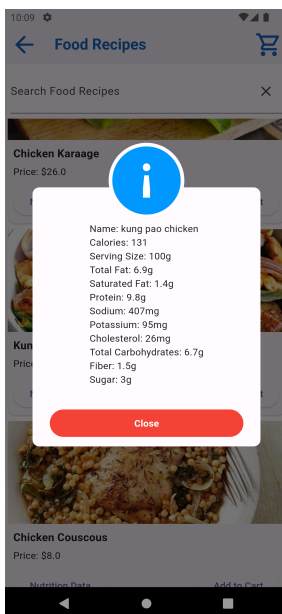 10:09
Food Recipes
Search Food Recipes
Chicken Karaage
Price: $26.0
Name: kung pao chicken
Calories: 131
Serving Size: 100g
Total Fat: 6.9g
Saturated Fat: 1.4g
Protein: 9.8g
Sodium: 407mg
Potassium: 95mg
Cholesterol: 26mg
Total Carbohydrates: 6.7g
Fiber: 1.5g
Sugar: 3g
Close
Chicken Couscous
Price: $8.0
Nutrition Data
Add to Cart